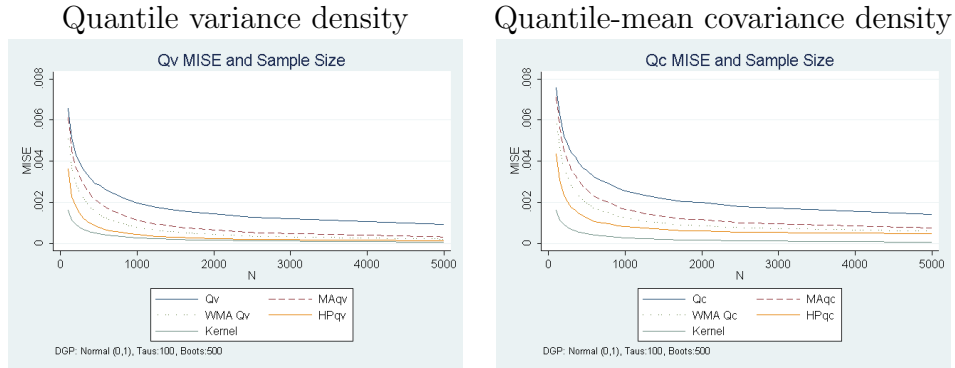 Quantile variance density
Qv MISE and Sample Size
MISE
.008
.006
.004
.002
0
0 1000 2000 3000 4000 5000
N
Qv MAqv
WMA Qv HPqv
Kernel
DGP: Normal (0,1), Taus:100, Boots:500
Quantile-mean covariance density
Qc MISE and Sample Size
MISE
.008
.006
.004
.002
0
0 1000 2000 3000 4000 5000
N
Qc MAqc
WMA Qc HPqc
Kernel
DGP: Normal (0,1), Taus:100, Boots:500